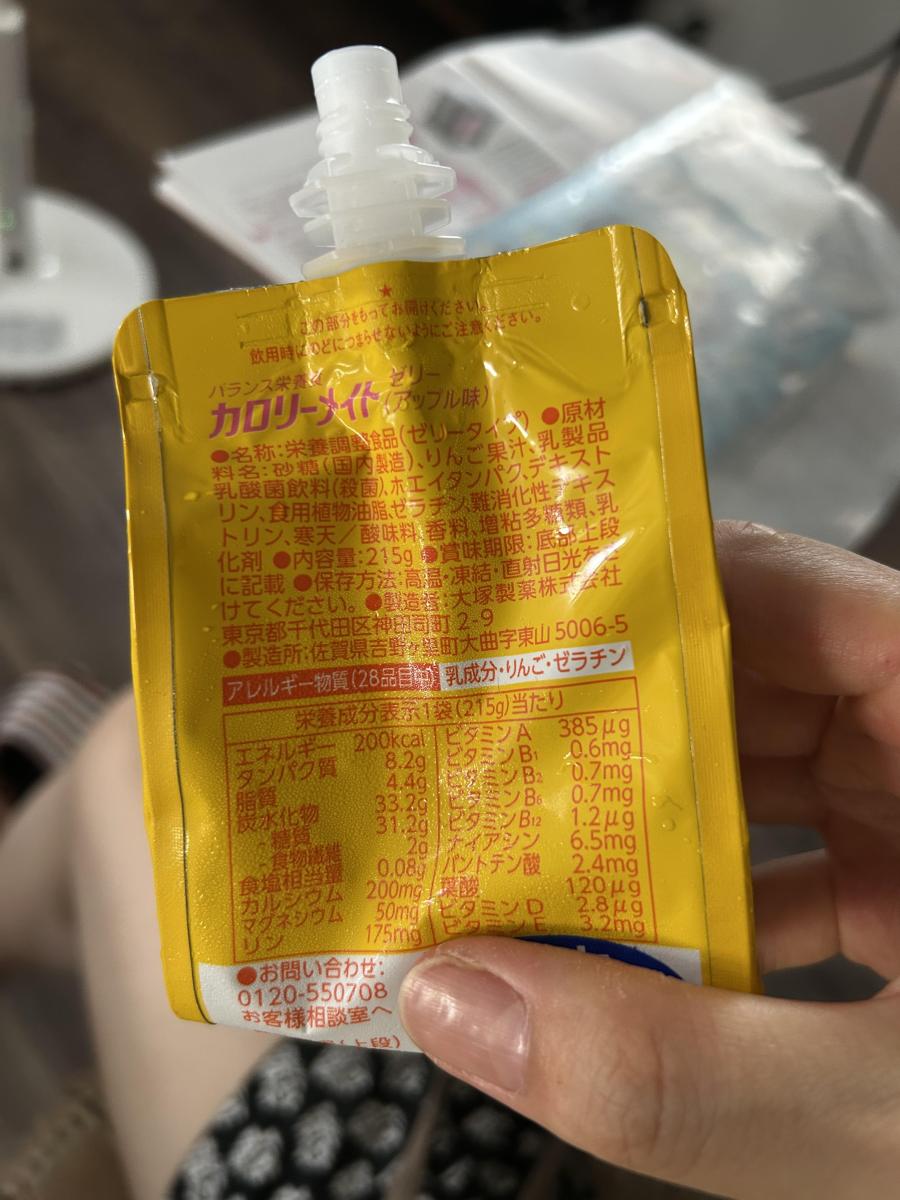 ★
この部分をもってお開けください。
飲用時にのどにつまらせないようにご注意ください。
バランス栄養食
カロリーメイト ゼリー
(アップル味)
●名称:栄養調整食品(ゼリータイプ) ●原材
料名:砂糖(国内製造)、りんご果汁、乳製品
乳酸菌飲料(殺菌)、ホエイタンパク、デキスト
リン、食用植物油脂、ゼラチン、難消化性デキス
トリン、寒天/酸味料、香料、増粘多糖類、乳
化剤 ●内容量:215g ●賞味期限:底部上段
に記載 ●保存方法:高温・凍結・直射日光を
けてください。 ●製造者:大塚製薬株式会社
東京都千代田区神田司町 2-9
●製造所:佐賀県吉野ヶ里町大曲字東山 5006-5
アレルギー物質(28品目中) 乳成分・りんご・ゼラチン
栄養成分表示1袋(215g)当たり
エネルギー 200kcal
タンパク質 8.2g
脂質 4.4g
炭水化物 33.2g
- 糖質 31.2g
- 食物繊維 2g
食塩相当量 0.08g
カルシウム 200mg
マグネシウム 50mg
リン 175mg
ビタミンA 385μg
ビタミンB1 0.6mg
ビタミンB2 0.7mg
ビタミンB6 0.7mg
ビタミンB12 1.2μg
ナイアシン 6.5mg
パントテン酸 2.4mg
葉酸 120μg
ビタミンD 2.8μg
ビタミンE 3.2mg
●お問い合わせ:
0120-550708
お客様相談室へ
(上段)